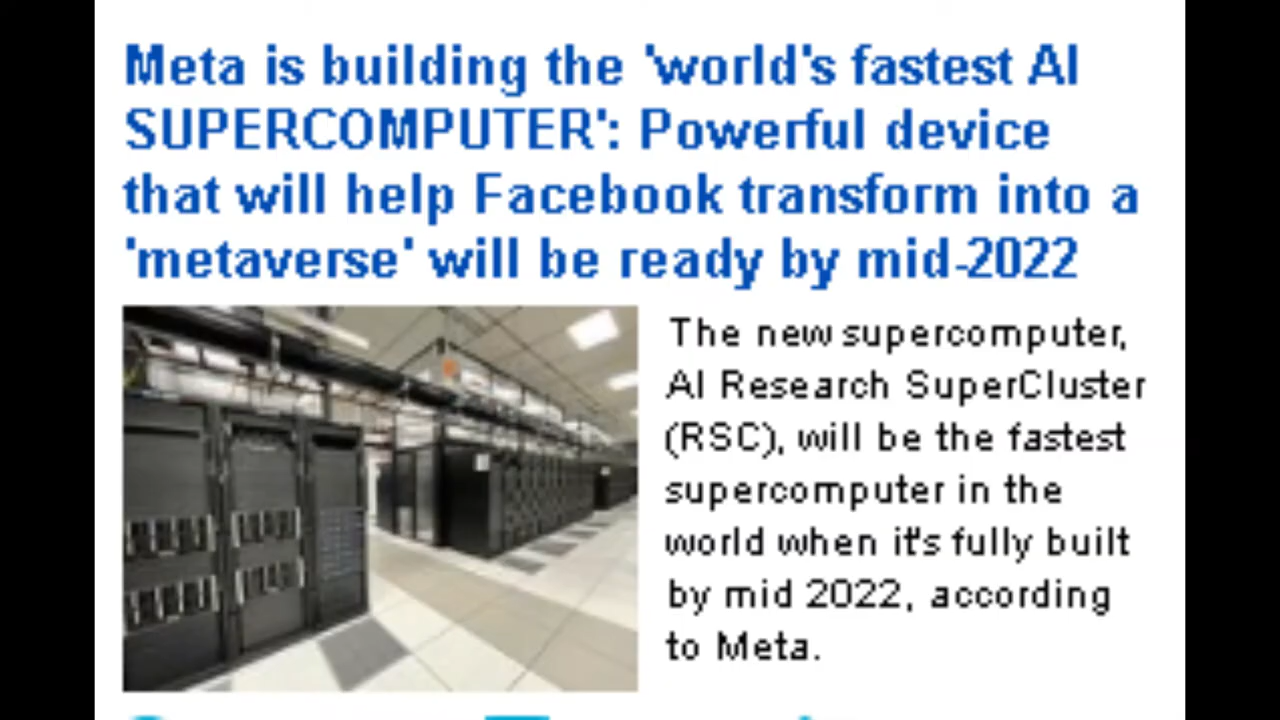 Meta is building the 'world's fastest AI
SUPERCOMPUTER': Powerful device
that will help Facebook transform into a
'metaverse' will be ready by mid-2022
The new supercomputer,
AI Research SuperCluster
(RSC), will be the fastest
supercomputer in the
world when it's fully built
by mid 2022, according
to Meta.